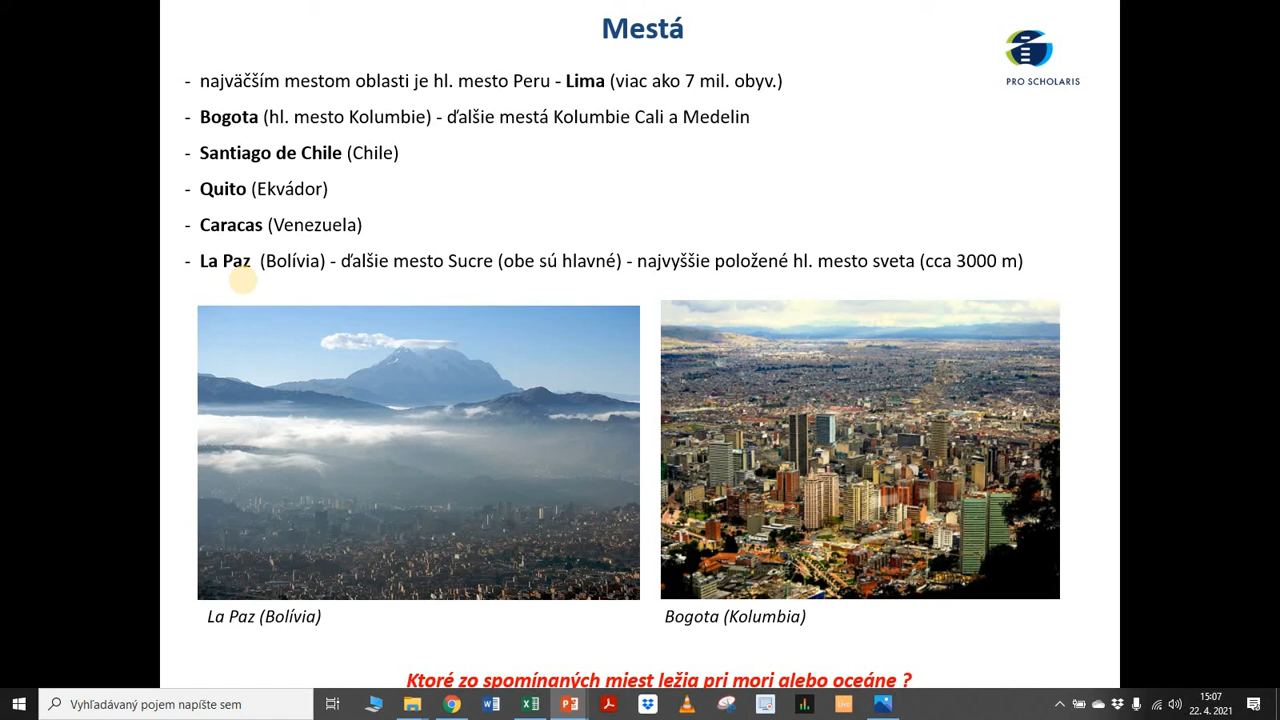 Mestá
PRO SCHOLARIS
- najväčším mestom oblasti je hl. mesto Peru - Lima (viac ako 7 mil. obyv.)
- Bogota (hl. mesto Kolumbie) - ďalšie mestá Kolumbie Cali a Medelin
- Santiago de Chile (Chile)
- Quito (Ekvádor)
- Caracas (Venezuela)
- La Paz (Bolívia) - ďalšie mesto Sucre (obe sú hlavné) - najvyššie položené hl. mesto sveta (cca 3000 m)
La Paz (Bolívia)
Bogota (Kolumbia)
Ktoré zo spomínaných miest ležia pri mori alebo oceáne ?
Vyhľadávaný pojem napíšte sem
15:07
22. 4. 2021